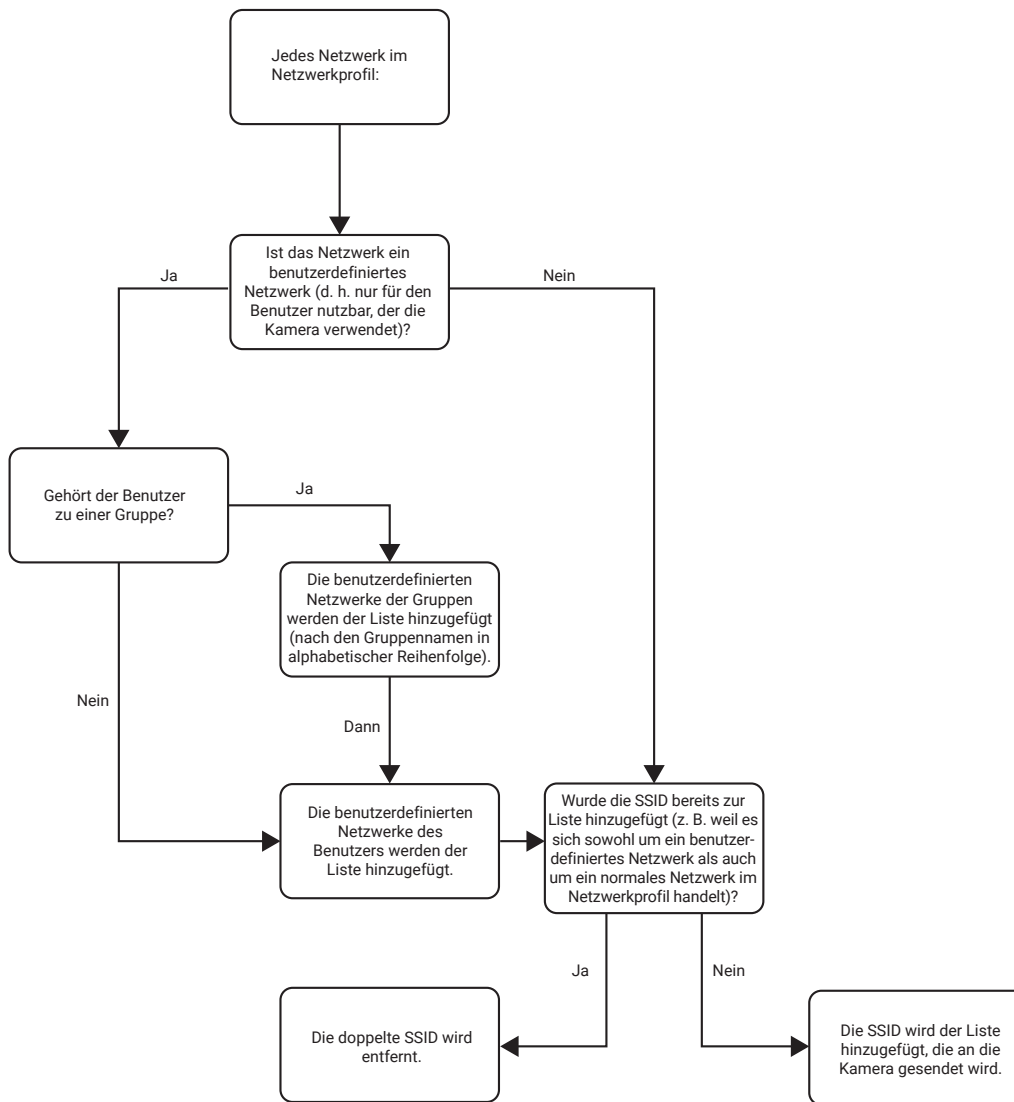 Jedes Netzwerk im
Netzwerkprofil:
Ist das Netzwerk ein
benutzerdefiniertes
Netzwerk (d. h. nur für den
Benutzer nutzbar, der die
Kamera verwendet)?
Ja
Nein
Gehört der Benutzer
zu einer Gruppe?
Ja
Die benutzerdefinierten
Netzwerke der Gruppen
werden der Liste hinzugefügt
(nach den Gruppennamen in
alphabetischer Reihenfolge).
Nein
Dann
Die benutzerdefinierten
Netzwerke des
Benutzers werden der
Liste hinzugefügt.
Wurde die SSID bereits zur
Liste hinzugefügt (z. B. weil es
sich sowohl um ein benutzer-
definiertes Netzwerk als auch
um ein normales Netzwerk im
Netzwerkprofil handelt)?
Ja
Nein
Die doppelte SSID wird
entfernt.
Die SSID wird der Liste
hinzugefügt, die an die
Kamera gesendet wird.